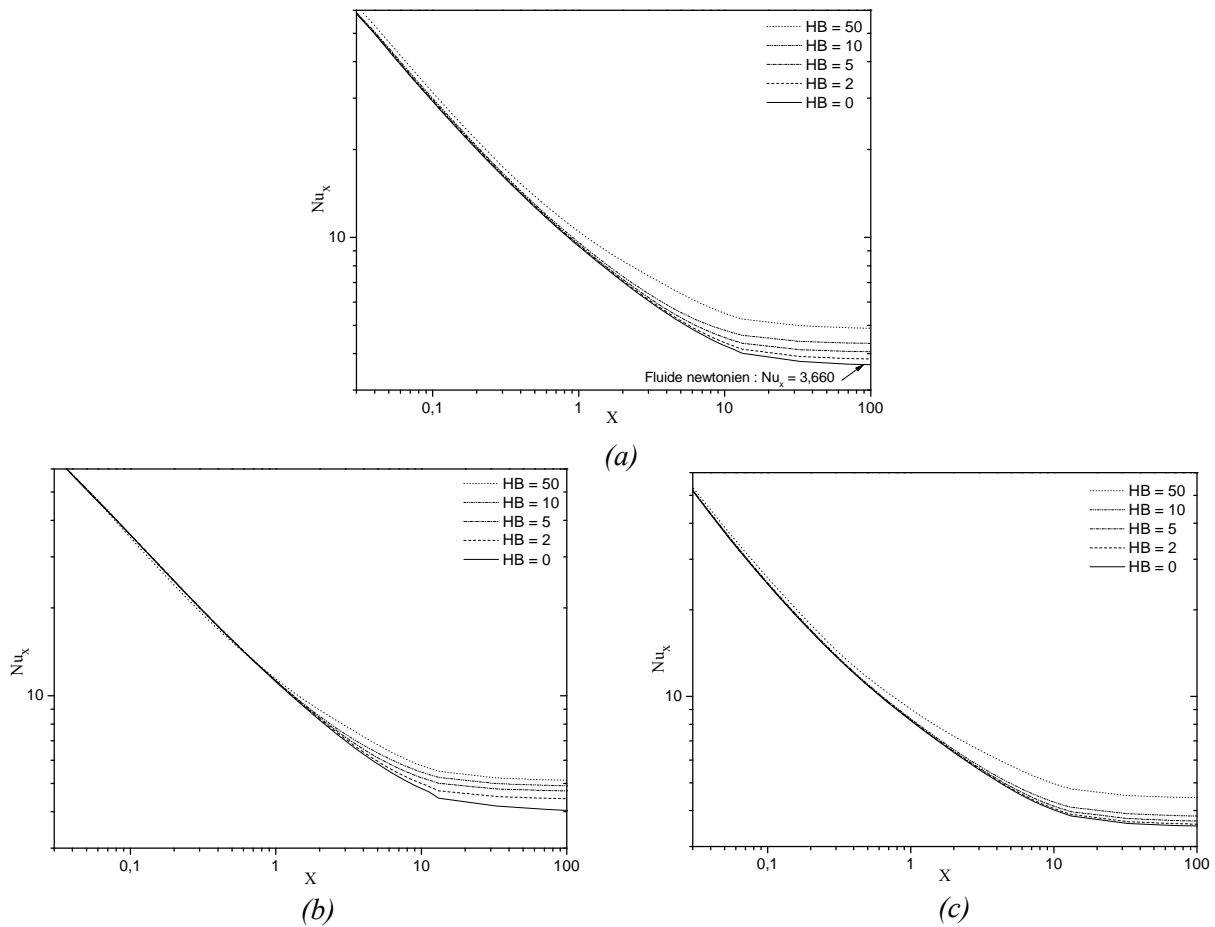 HB = 50
HB = 10
HB = 5
HB = 2
HB = 0
Nu_x
10
Fluide newtonien : Nu_x = 3,660
0,1 1 10 100
X
(a)
HB = 50
HB = 10
HB = 5
HB = 2
HB = 0
Nu_x
10
0,1 1 10 100
X
(b)
HB = 50
HB = 10
HB = 5
HB = 2
HB = 0
Nu_x
10
0,1 1 10 100
X
(c)